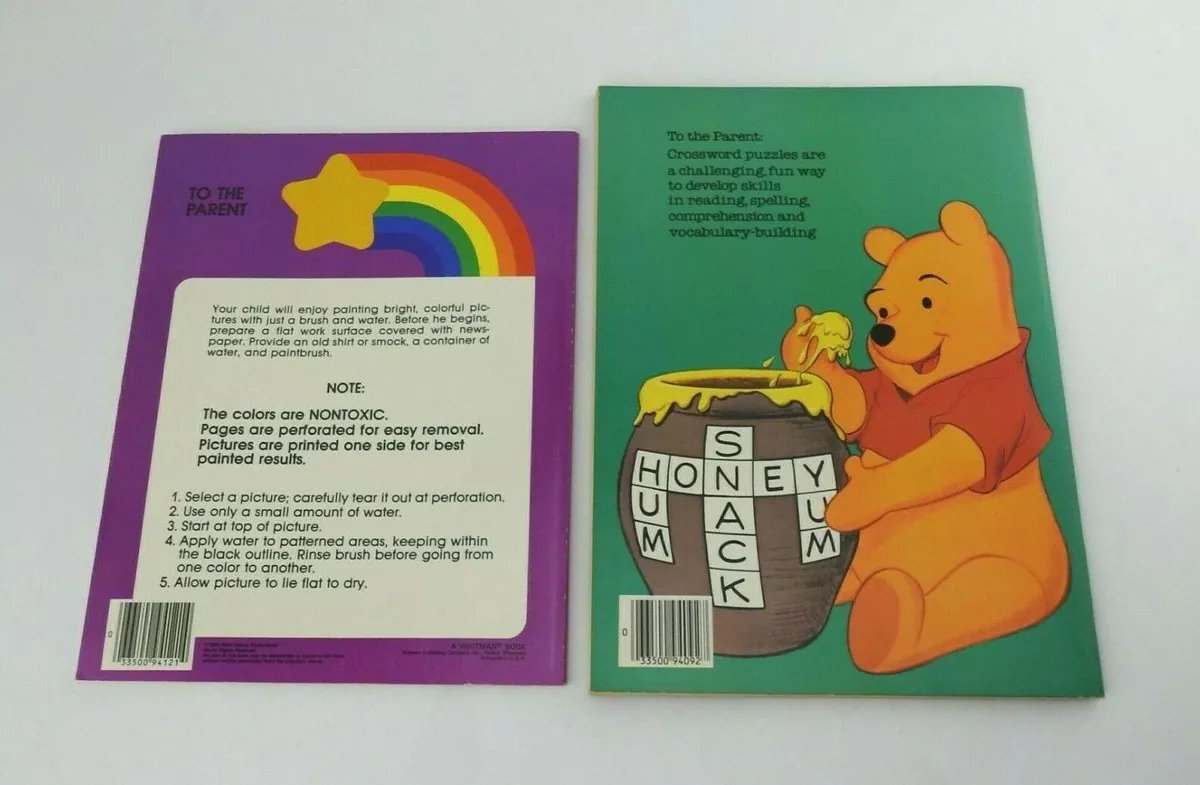 TO THE
PARENT
Your child will enjoy painting bright, colorful pic-
tures with just a brush and water. Before he begins,
prepare a flat work surface covered with news-
paper. Provide an old shirt or smock, a container of
water, and paintbrush.
NOTE:
The colors are NONTOXIC.
Pages are perforated for easy removal.
Pictures are printed one side for best
painted results.
1. Select a picture; carefully tear it out at perforation.
2. Use only a small amount of water.
3. Start at top of picture.
4. Apply water to patterned areas, keeping within
the black outline. Rinse brush before going from
one color to another.
5. Allow picture to lie flat to dry.
0
33500 94121
A WHITMAN® BOOK
To the Parent:
Crossword puzzles are
a challenging, fun way
to develop skills
in reading, spelling,
comprehension and
vocabulary-building
SNACK
HONEY
HUM
YUM
0
33500 94092